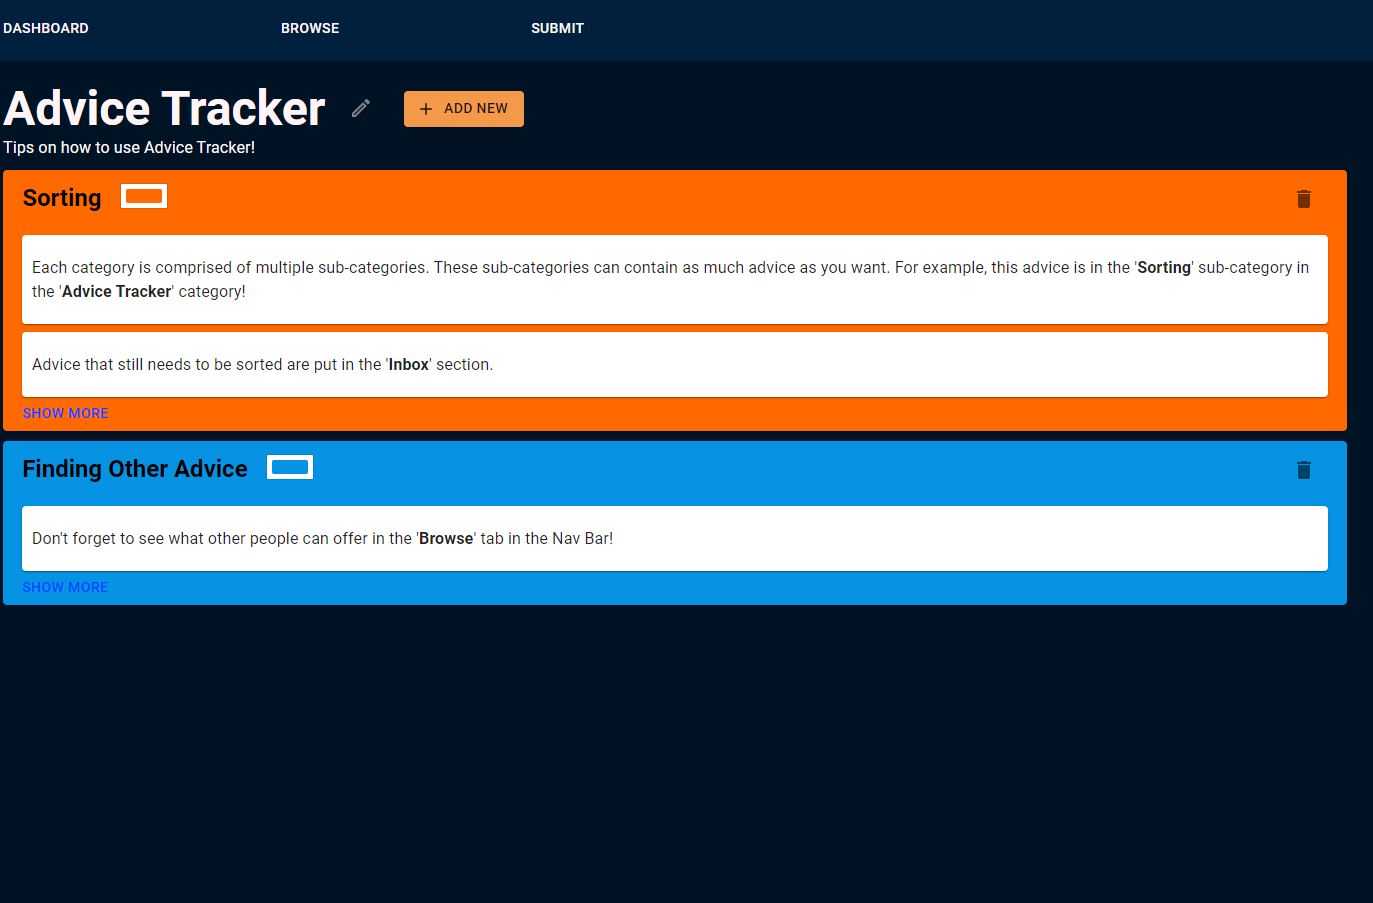 DASHBOARD BROWSE SUBMIT
Advice Tracker
+ ADD NEW
Tips on how to use Advice Tracker!
Sorting
Each category is comprised of multiple sub-categories. These sub-categories can contain as much advice as you want. For example, this advice is in the 'Sorting' sub-category in
the 'Advice Tracker' category!
Advice that still needs to be sorted are put in the 'Inbox' section.
SHOW MORE
Finding Other Advice
Don't forget to see what other people can offer in the 'Browse' tab in the Nav Bar!
SHOW MORE